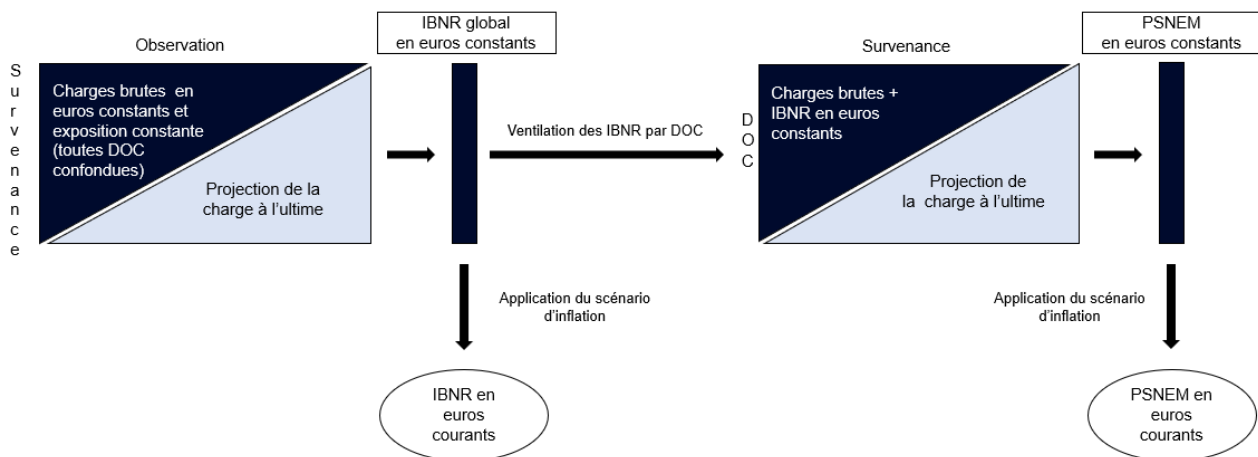 Observation
IBNR global
en euros constants
Survenance
Charges brutes en
euros constants et
exposition constante
(toutes DOC
confondues)
Projection de la
charge à l'ultime
Ventilation des IBNR par DOC
Survenance
PSNEM
en euros constants
DOC
Charges brutes +
IBNR en euros
constants
Projection de
la charge à l'ultime
Application du scénario
d'inflation
IBNR en
euros
courants
Application du scénario
d'inflation
PSNEM en
euros
courants